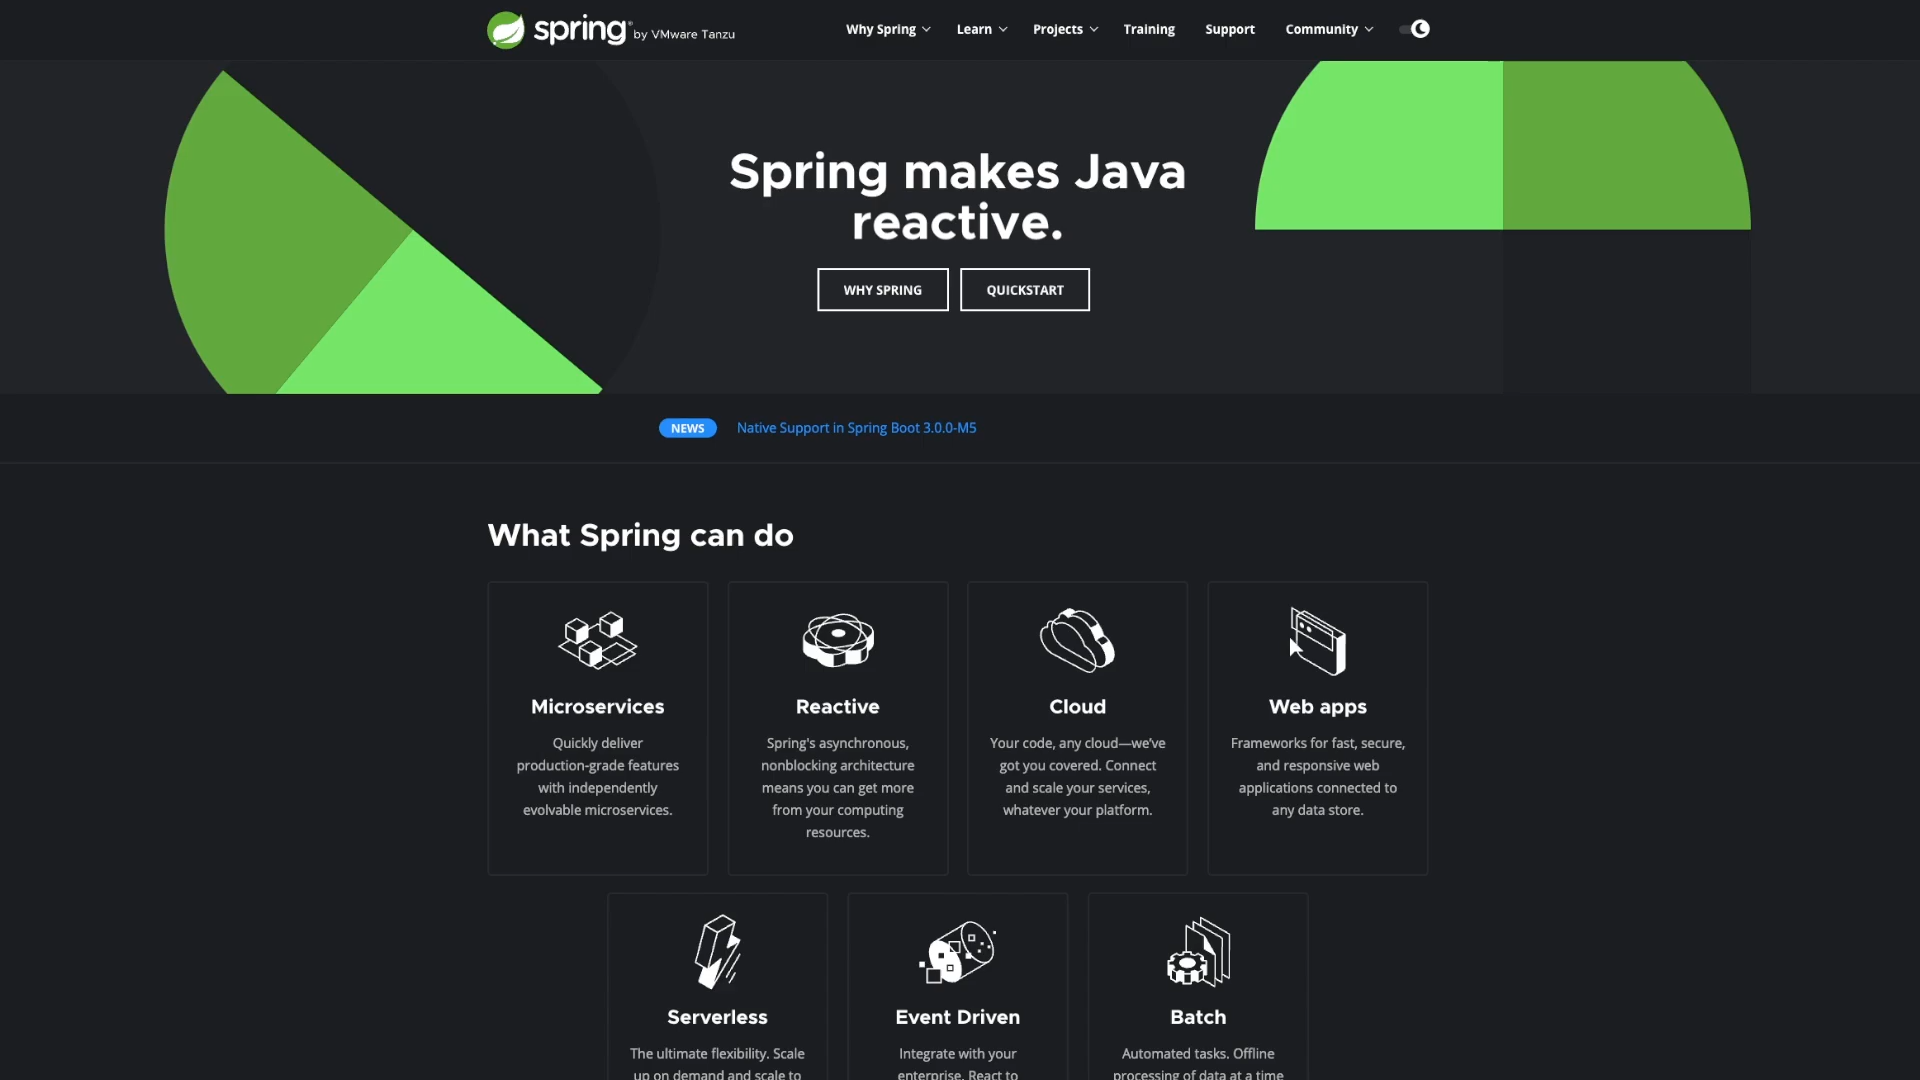 spring by VMware Tanzu
Why Spring
Learn
Projects
Training
Support
Community
Spring makes Java
reactive.
WHY SPRING
QUICKSTART
NEWS
Native Support in Spring Boot 3.0.0-M5
What Spring can do
Microservices
Quickly deliver
production-grade features
with independently
evolvable microservices.
Reactive
Spring's asynchronous,
nonblocking architecture
means you can get more
from your computing
resources.
Cloud
Your code, any cloud—we've
got you covered. Connect
and scale your services,
whatever your platform.
Web apps
Frameworks for fast, secure,
and responsive web
applications connected to
any data store.
Serverless
The ultimate flexibility. Scale
up on demand and scale to
Event Driven
Integrate with your
enterprise. React to
Batch
Automated tasks. Offline
processing of data at a time